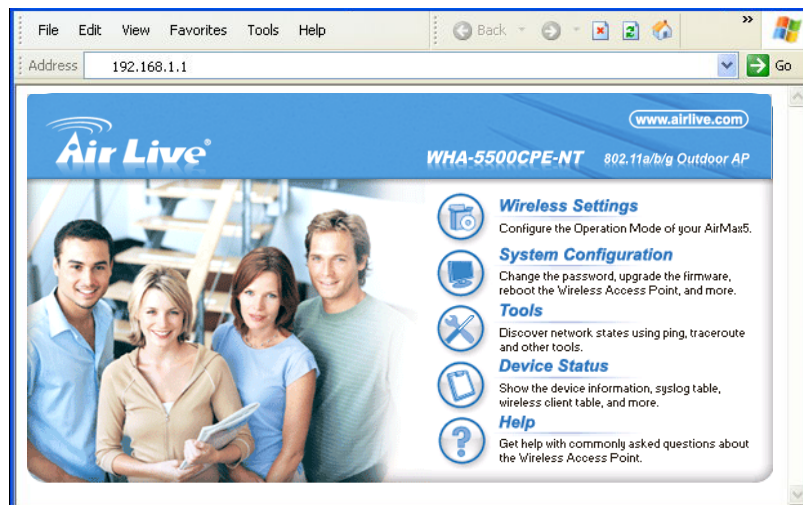 File Edit View Favorites Tools Help Back »
Address 192.168.1.1 Go
www.airlive.com
Air Live®
WHA-5500CPE-NT 802.11a/b/g Outdoor AP
Wireless Settings
Configure the Operation Mode of your AirMax5.
System Configuration
Change the password, upgrade the firmware,
reboot the Wireless Access Point, and more.
Tools
Discover network states using ping, traceroute
and other tools.
Device Status
Show the device information, syslog table,
wireless client table, and more.
Help
Get help with commonly asked questions about
the Wireless Access Point.